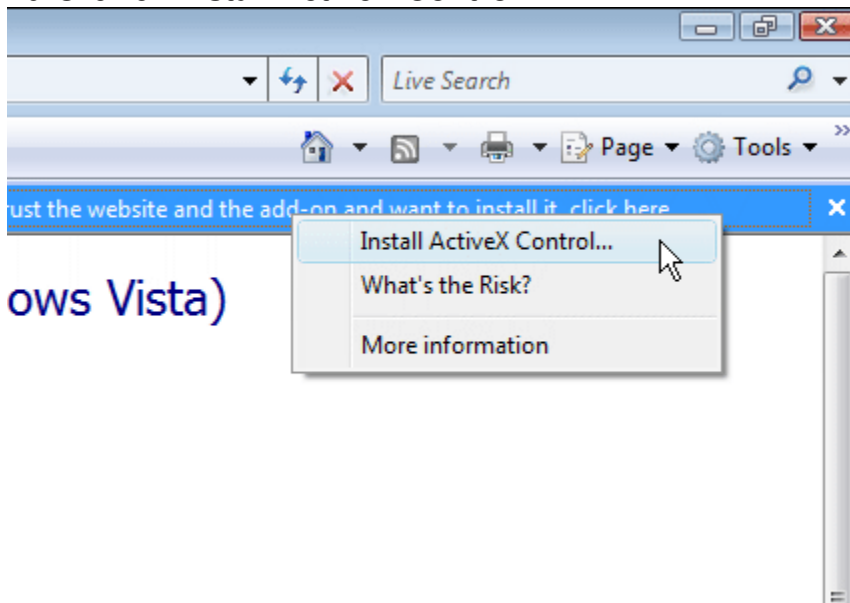 Live Search
Page Tools
rust the website and the add-on and want to install it, click here
Install ActiveX Control...
What's the Risk?
ows Vista)
More information